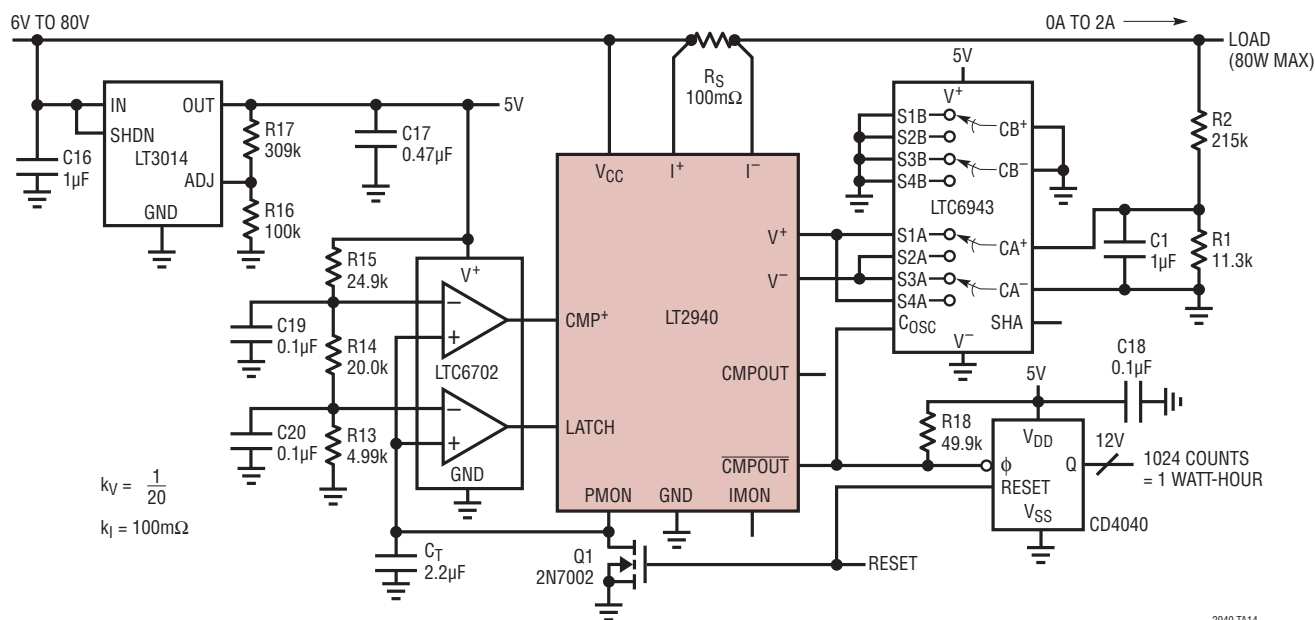 6V TO 80V
0A TO 2A
LOAD
(80W MAX)
RS
100mΩ
IN
OUT
SHDN
LT3014
ADJ
GND
C16
1µF
R17
309k
R16
100k
C17
0.47µF
5V
R15
24.9k
C19
0.1µF
R14
20.0k
C20
0.1µF
R13
4.99k
V+
−
+
LTC6702
−
+
GND
kV = 1/20
kI = 100mΩ
CT
2.2µF
VCC
I+
I−
V+
V−
CMP+
LT2940
CMPOUT
LATCH
CMPOUT
PMON
GND
IMON
Q1
2N7002
RESET
5V
V+
S1B
S2B
S3B
S4B
CB+
CB−
LTC6943
S1A
S2A
S3A
S4A
CA+
CA−
COSC
SHA
V−
C1
1µF
R2
215k
R1
11.3k
C18
0.1µF
5V
R18
49.9k
VDD
ϕ
Q
RESET
VSS
CD4040
12V
1024 COUNTS
= 1 WATT-HOUR
2940 TA14